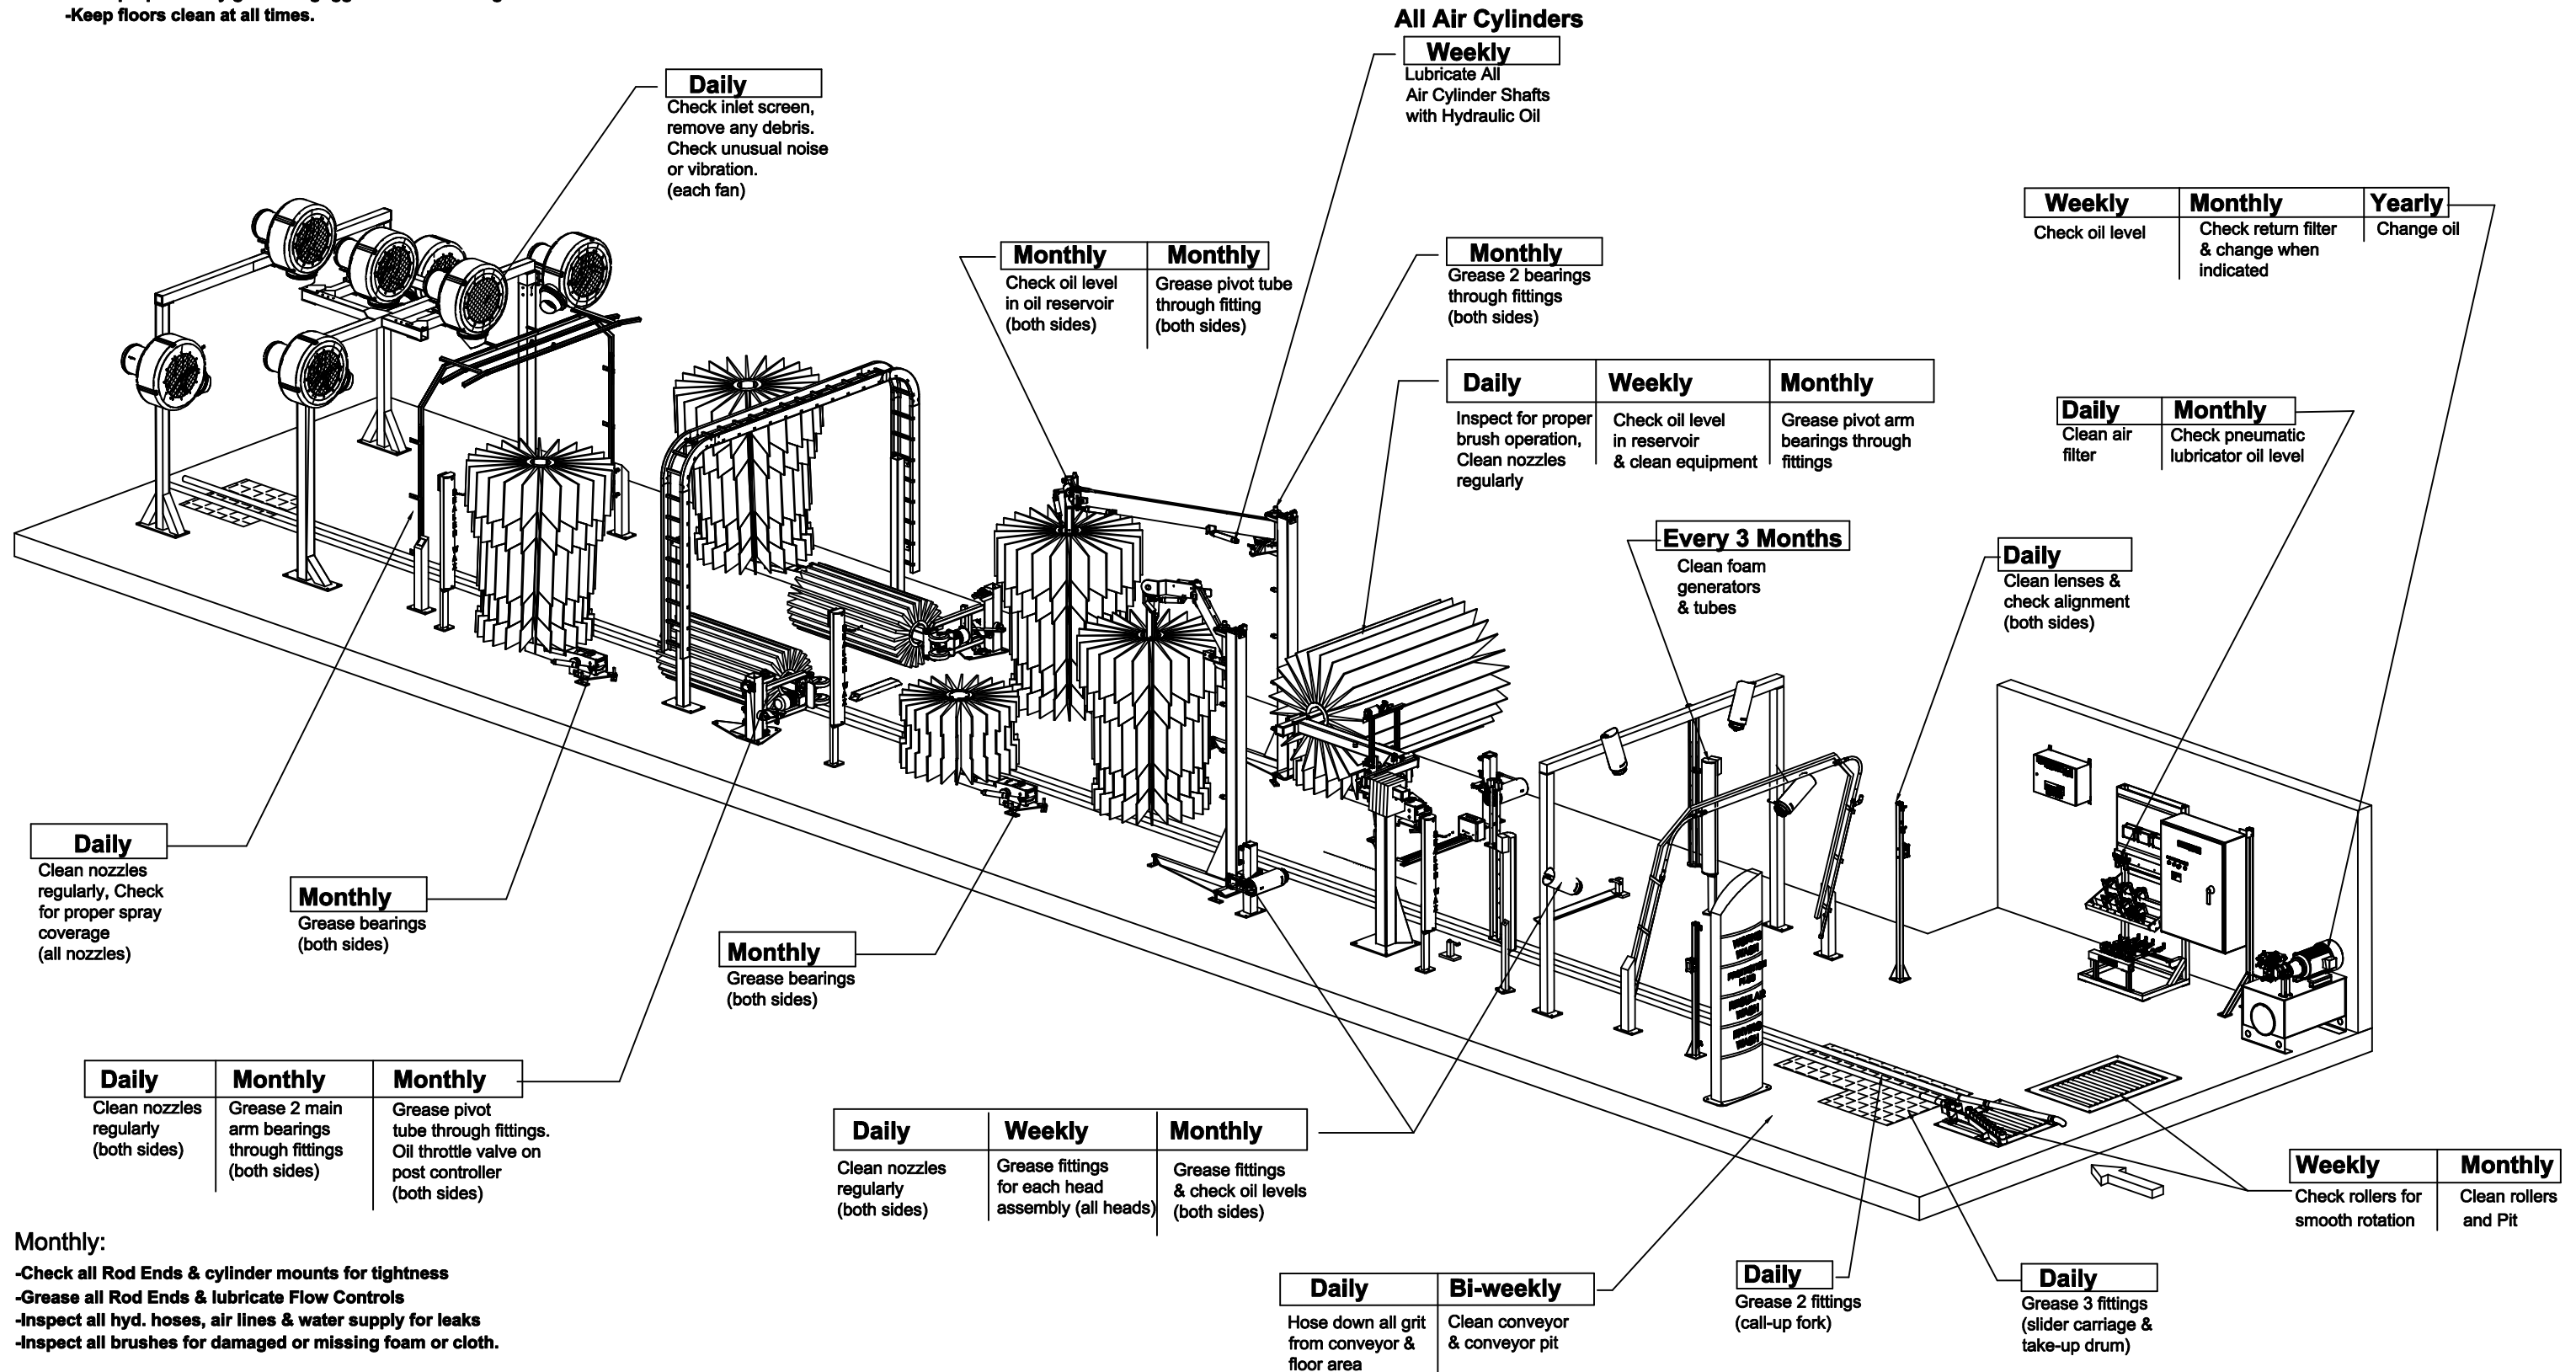 -Keep floors clean at all times.
All Air Cylinders
Weekly
Lubricate All
Air Cylinder Shafts
with Hydraulic Oil
Daily
Check inlet screen,
remove any debris.
Check unusual noise
or vibration.
(each fan)
Weekly
Check oil level
Monthly
Check return filter
& change when
indicated
Yearly
Change oil
Monthly
Check oil level
in oil reservoir
(both sides)
Monthly
Grease pivot tube
through fitting
(both sides)
Monthly
Grease 2 bearings
through fittings
(both sides)
Daily
Inspect for proper
brush operation,
Clean nozzles
regularly
Weekly
Check oil level
in reservoir
& clean equipment
Monthly
Grease pivot arm
bearings through
fittings
Daily
Clean air
filter
Monthly
Check pneumatic
lubricator oil level
Every 3 Months
Clean foam
generators
& tubes
Daily
Clean lenses &
check alignment
(both sides)
Daily
Clean nozzles
regularly, Check
for proper spray
coverage
(all nozzles)
Monthly
Grease bearings
(both sides)
Monthly
Grease bearings
(both sides)
Daily
Clean nozzles
regularly
(both sides)
Monthly
Grease 2 main
arm bearings
through fittings
(both sides)
Monthly
Grease pivot
tube through fittings.
Oil throttle valve on
post controller
(both sides)
Daily
Clean nozzles
regularly
(both sides)
Weekly
Grease fittings
for each head
assembly (all heads)
Monthly
Grease fittings
& check oil levels
(both sides)
Weekly
Check rollers for
smooth rotation
Monthly
Clean rollers
and Pit
Daily
Hose down all grit
from conveyor &
floor area
Bi-weekly
Clean conveyor
& conveyor pit
Daily
Grease 2 fittings
(call-up fork)
Daily
Grease 3 fittings
(slider carriage &
take-up drum)
Monthly:
-Check all Rod Ends & cylinder mounts for tightness
-Grease all Rod Ends & lubricate Flow Controls
-Inspect all hyd. hoses, air lines & water supply for leaks
-Inspect all brushes for damaged or missing foam or cloth.